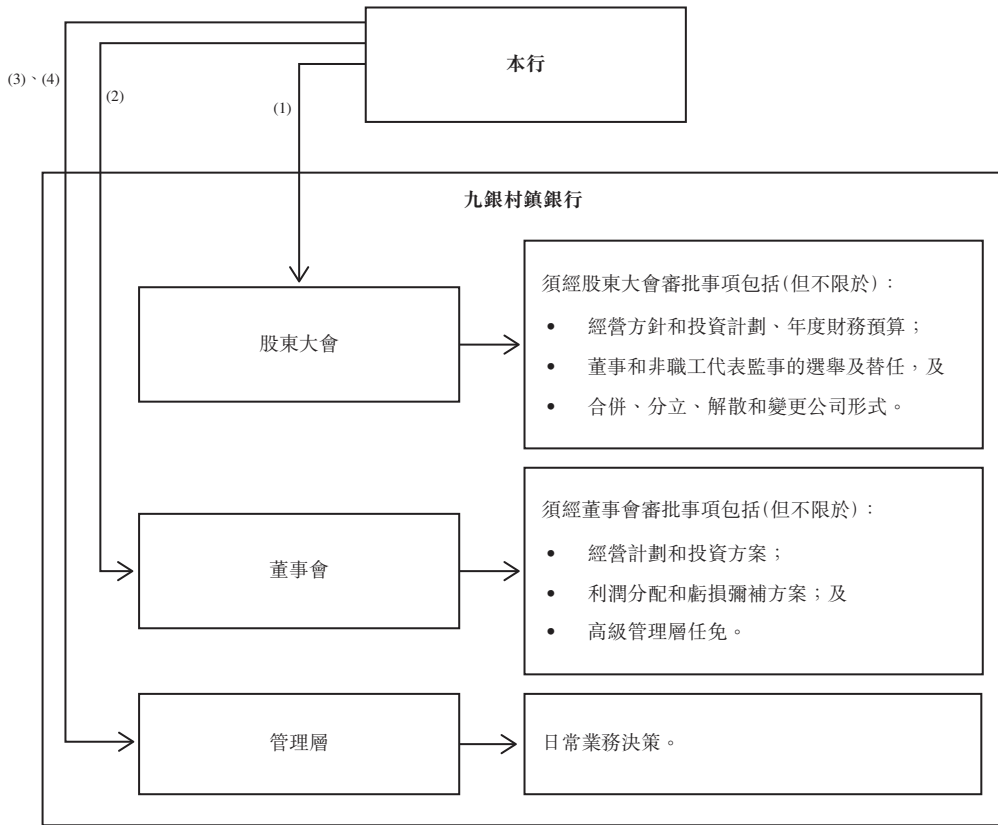 本行
(3)、(4)
(2)
(1)
九銀村鎮銀行
股東大會
須經股東大會審批事項包括(但不限於)：
• 經營方針和投資計劃、年度財務預算；
• 董事和非職工代表監事的選舉及替任，及
• 合併、分立、解散和變更公司形式。
董事會
須經董事會審批事項包括(但不限於)：
• 經營計劃和投資方案；
• 利潤分配和虧損彌補方案；及
• 高級管理層任免。
管理層
日常業務決策。